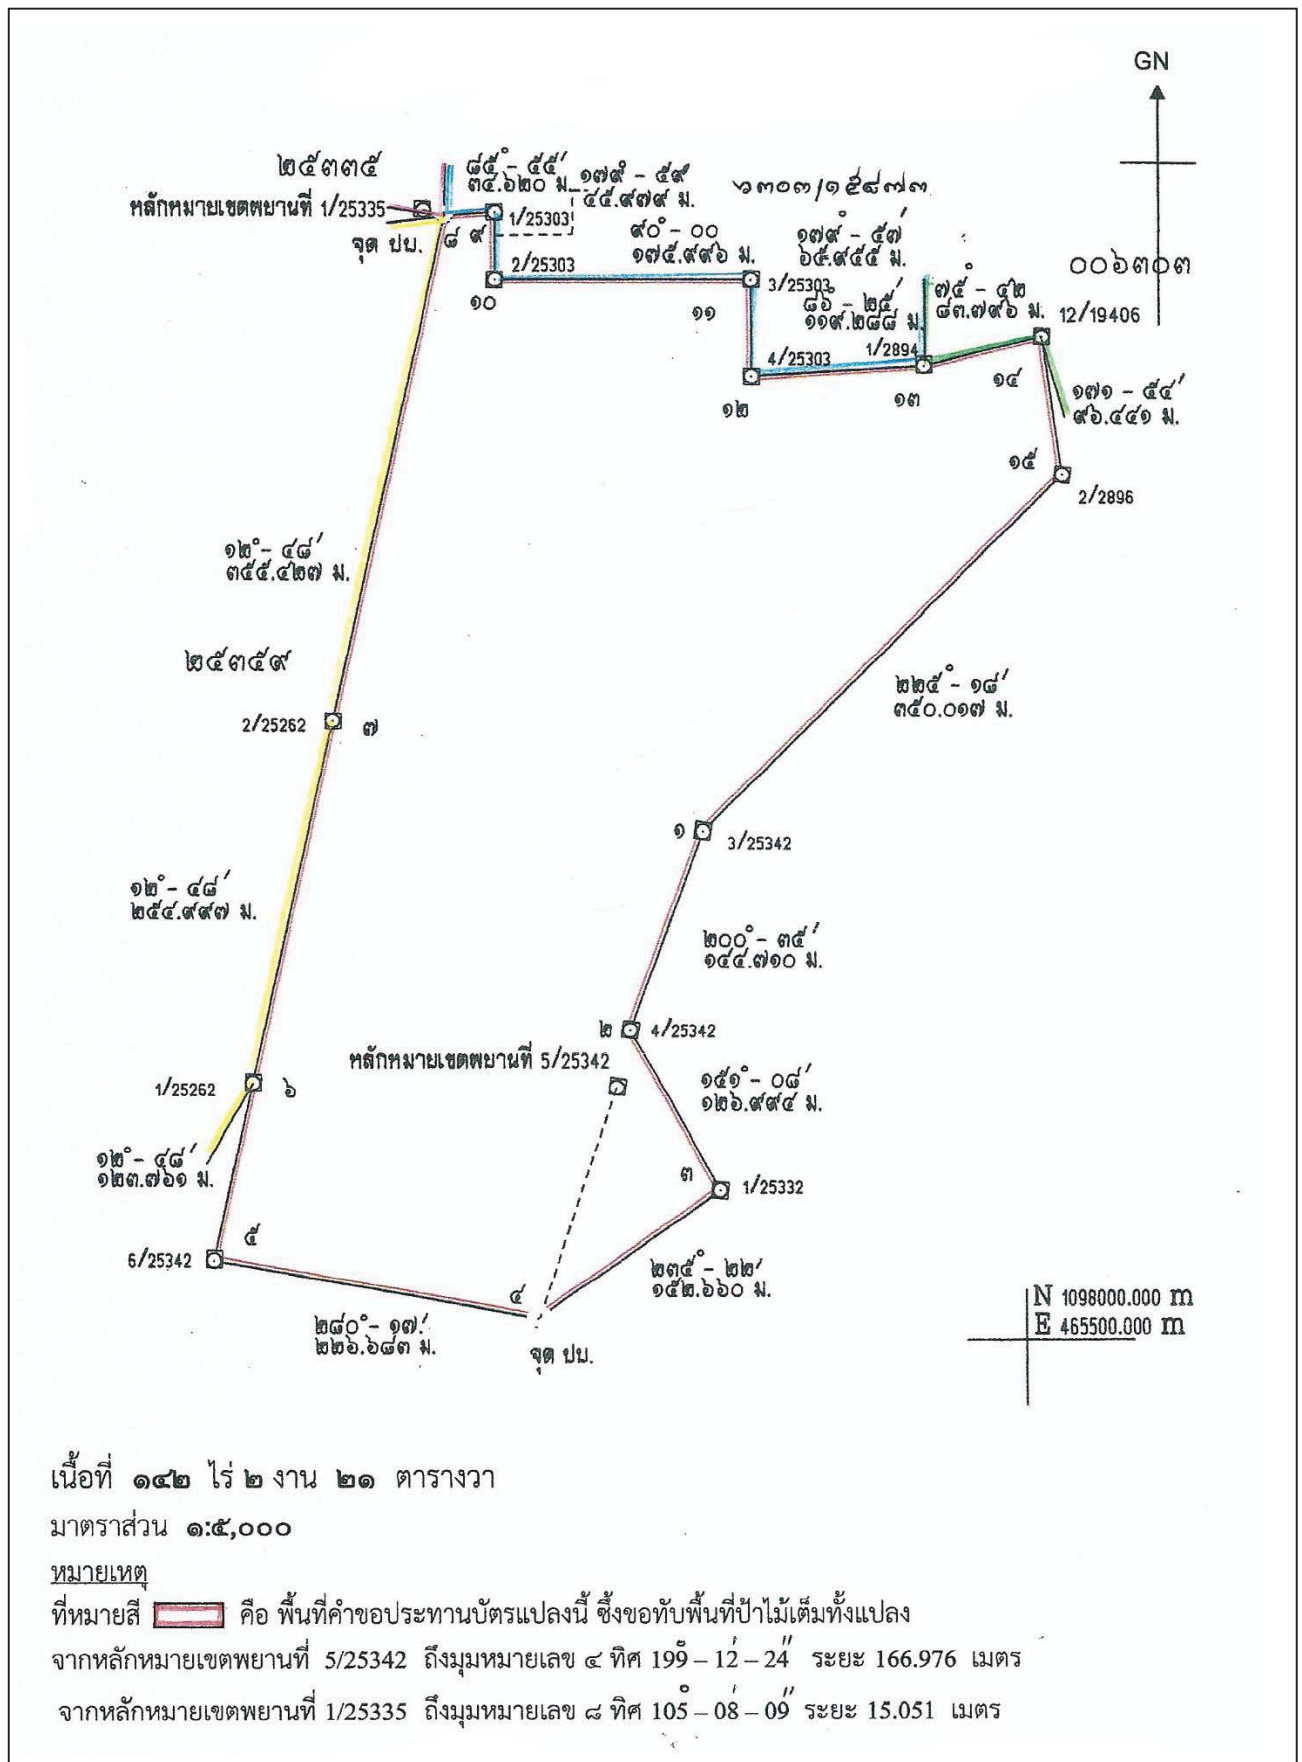 GN
๒๕๓๓๕
๘๕° - ๕๕′
๓๔.๖๒๐ ม.
๑๗๙° - ๕๙
๔๕.๙๗๙ ม.
๖๓๐๓/๑๕๘๗๓
หลักหมายเขตพยานที่ 1/25335
1/25303
จุด ปบ.
๘
๙
๙๐° - ๐๐
๑๗๕.๙๙๖ ม.
๑๗๙° - ๕๗′
๖๕.๙๕๕ ม.
๐๐๖๓๐๓
2/25303
3/25303
๑๐
๑๑
๘๖° - ๒๕′
๑๑๙.๒๘๘ ม.
๗๕° - ๔๒
๘๓.๗๙๖ ม.
12/19406
4/25303
1/2894
๑๒
๑๓
๑๔
๑๗๑ - ๕๔′
๙๖.๔๔๑ ม.
๑๕
2/2896
๑๒° - ๔๘′
๓๕๕.๔๒๗ ม.
๒๕๓๕๙
๒๒๕° - ๑๘′
๓๕๐.๐๑๗ ม.
2/25262
๗
๑
3/25342
๑๒° - ๔๘′
๒๕๔.๙๙๗ ม.
๒๐๐° - ๓๕′
๑๔๔.๗๑๐ ม.
๒
4/25342
หลักหมายเขตพยานที่ 5/25342
1/25262
๖
๑๕๑° - ๐๘′
๑๒๖.๙๙๔ ม.
๑๒° - ๔๘′
๑๒๓.๗๖๑ ม.
๓
1/25332
๕
6/25342
๒๓๕° - ๒๒′
๑๕๒.๖๖๐ ม.
๔
๒๘๐° - ๑๗′
๒๒๖.๖๘๓ ม.
จุด ปบ.
N 1098000.000 m
E 465500.000 m
เนื้อที่ ๑๔๒ ไร่ ๒ งาน ๒๑ ตารางวา
มาตราส่วน ๑:๕,๐๐๐
หมายเหตุ
ที่หมายสี คือ พื้นที่คำขอประทานบัตรแปลงนี้ ซึ้งขอทับพื้นที่ป่าไม้เต็มทั้งแปลง
จากหลักหมายเขตพยานที่ 5/25342 ถึงมุมหมายเลข ๔ ทิศ 199° – 12′ – 24″ ระยะ 166.976 เมตร
จากหลักหมายเขตพยานที่ 1/25335 ถึงมุมหมายเลข ๘ ทิศ 105° – 08′ – 09″ ระยะ 15.051 เมตร